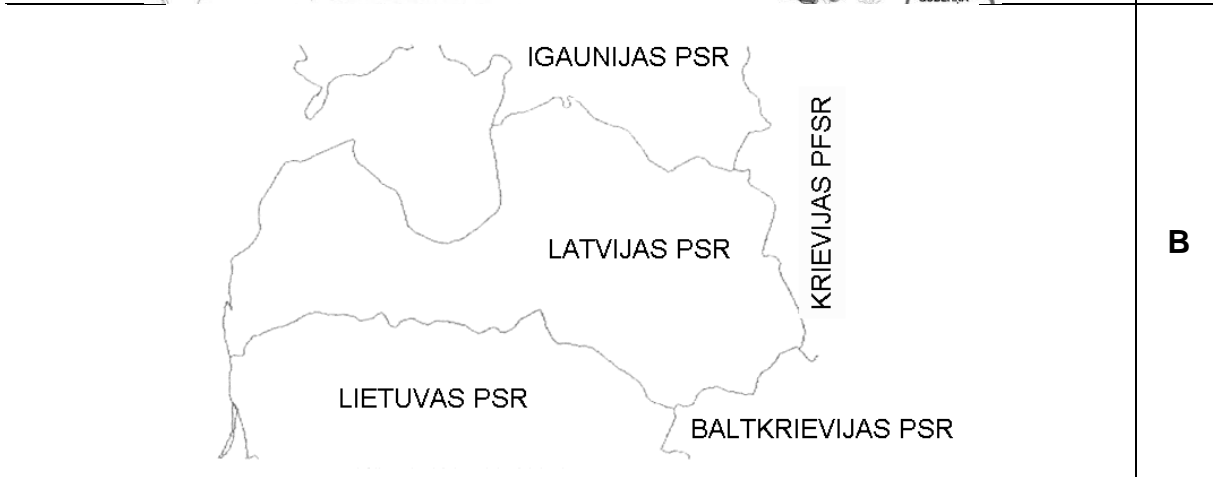 IGAUNIJAS PSR
KRIEVIJAS PFSR
LATVIJAS PSR
B
LIETUVAS PSR
BALTKRIEVIJAS PSR